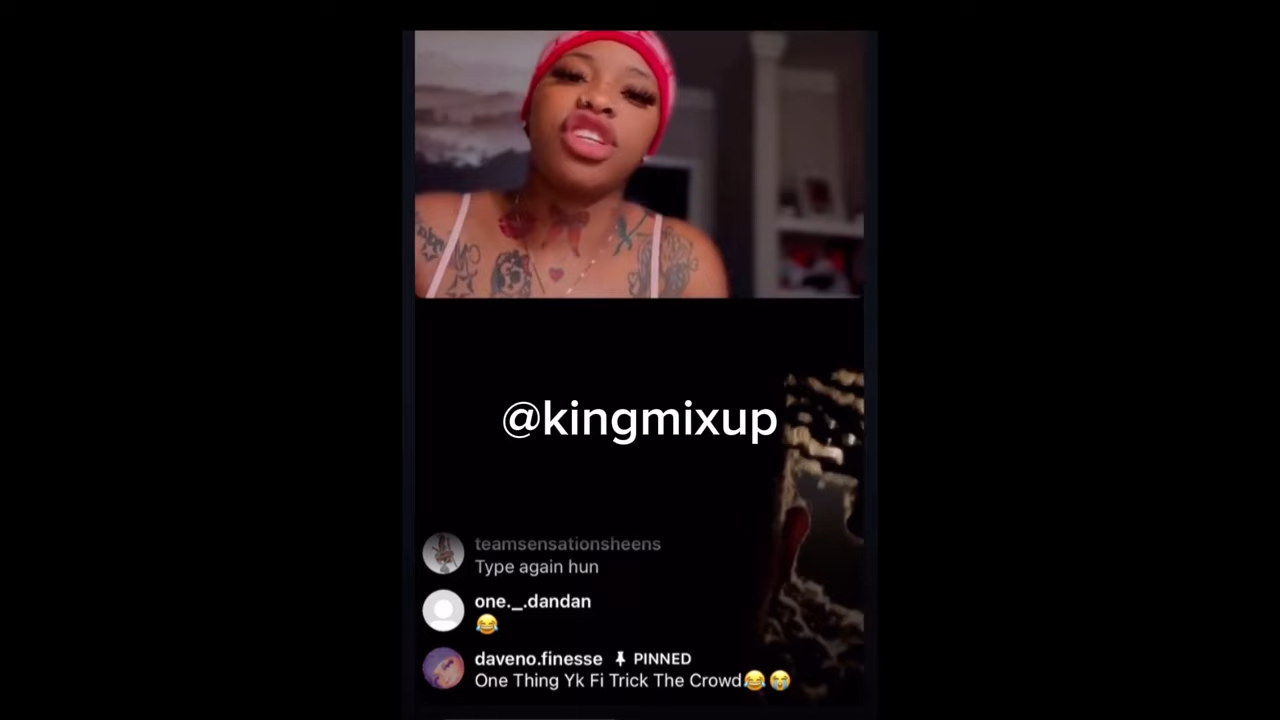 @kingmixup
teamsensationsheens
Type again hun
one._.dandan
😂
daveno.finesse PINNED
One Thing Yk Fi Trick The Crowd😂😭